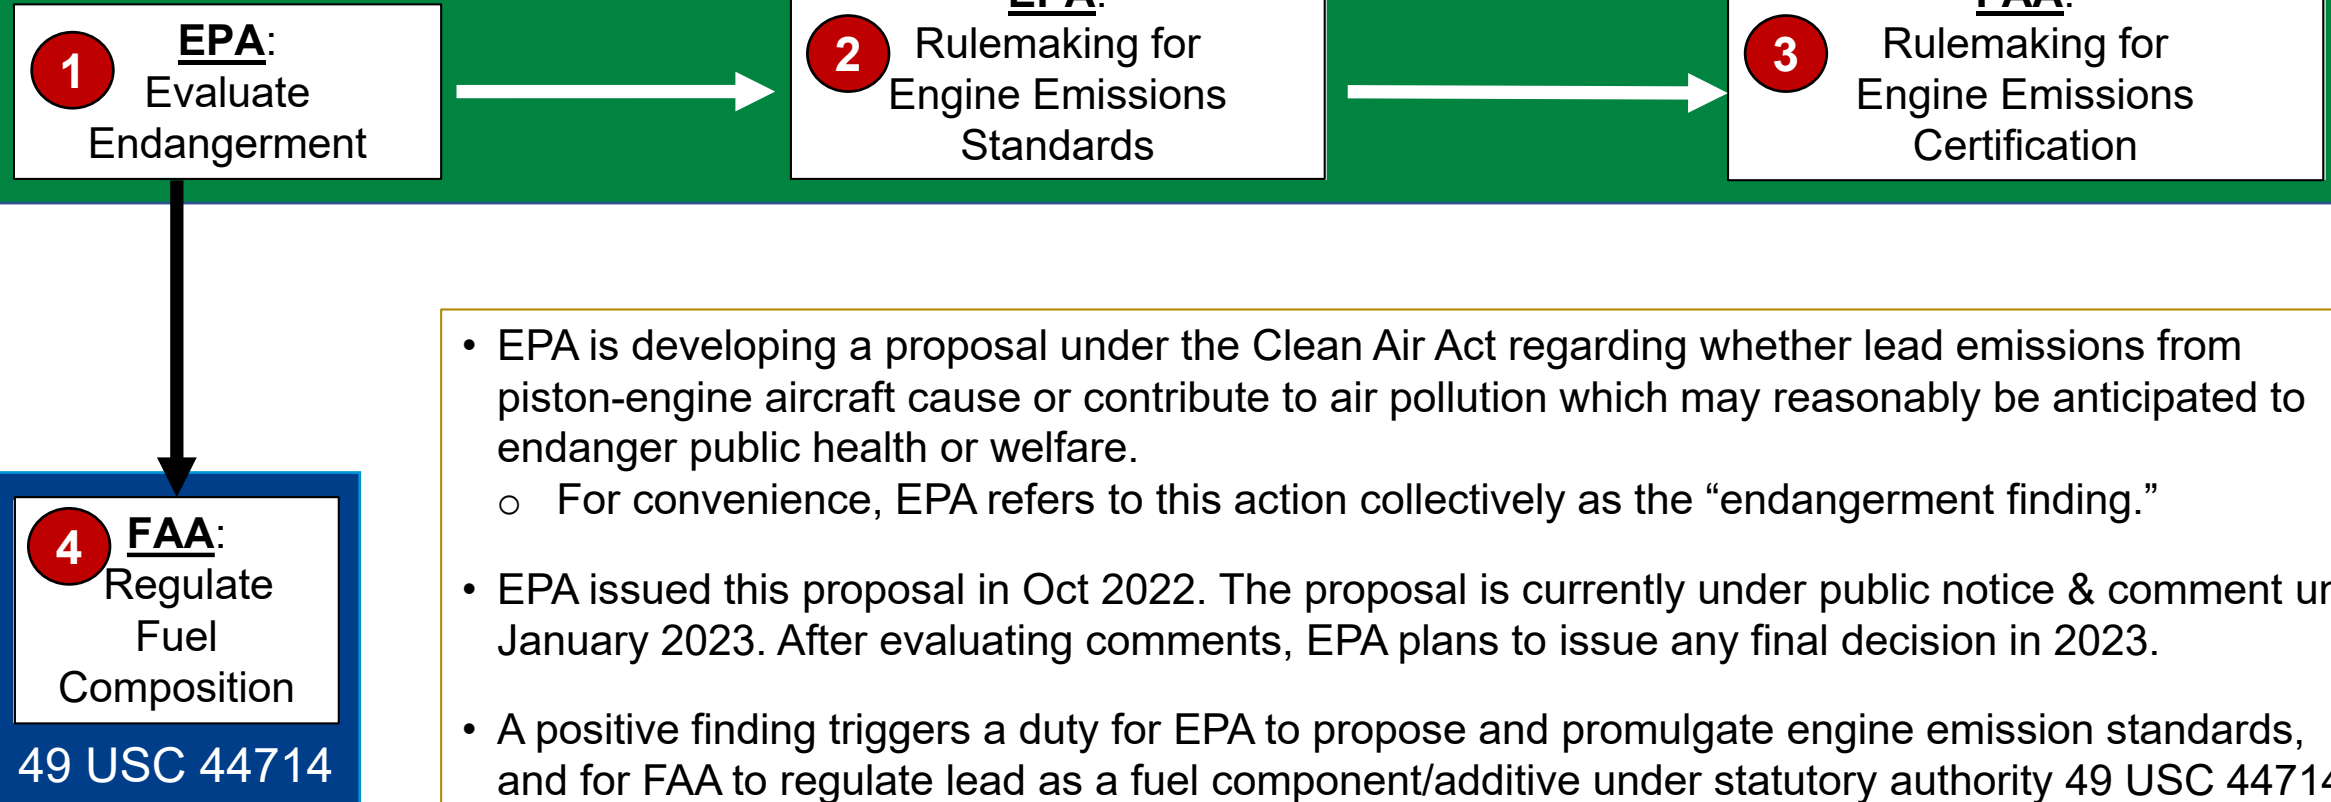 1
EPA:
Evaluate
Endangerment
2
EPA:
Rulemaking for
Engine Emissions
Standards
3
FAA:
Rulemaking for
Engine Emissions
Certification
4
FAA:
Regulate
Fuel
Composition
49 USC 44714
• EPA is developing a proposal under the Clean Air Act regarding whether lead emissions from
piston-engine aircraft cause or contribute to air pollution which may reasonably be anticipated to
endanger public health or welfare.
o For convenience, EPA refers to this action collectively as the “endangerment finding.”
• EPA issued this proposal in Oct 2022. The proposal is currently under public notice & comment
January 2023. After evaluating comments, EPA plans to issue any final decision in 2023.
• A positive finding triggers a duty for EPA to propose and promulgate engine emission standards,
and for FAA to regulate lead as a fuel component/additive under statutory authority 49 USC 44714